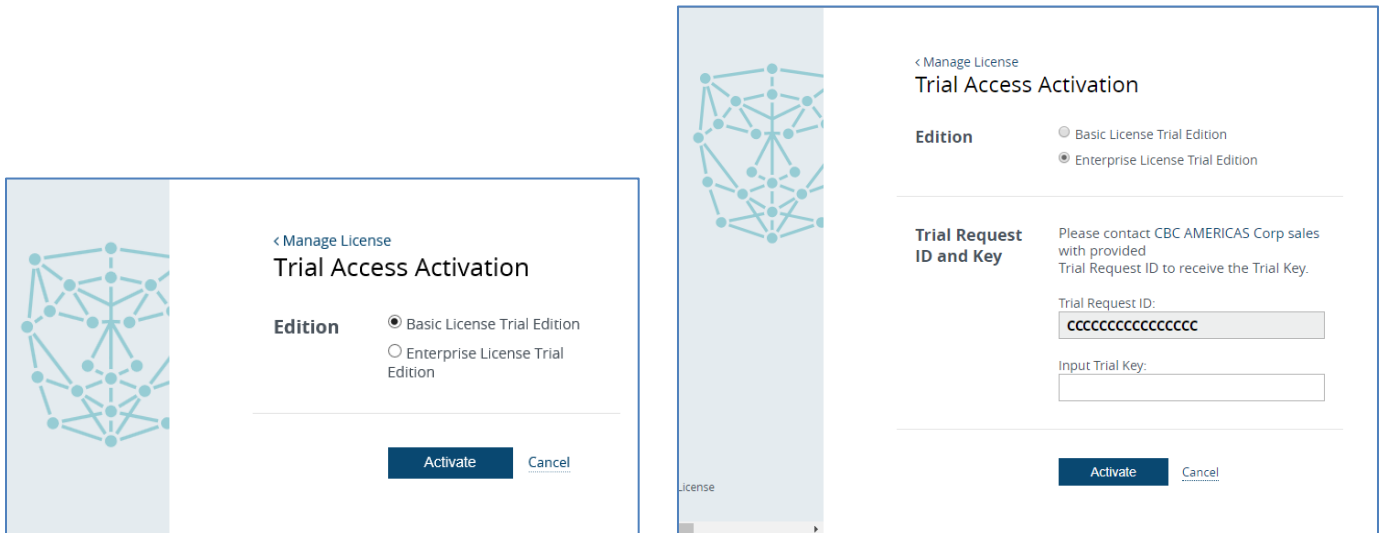 < Manage License
Trial Access Activation
Edition
Basic License Trial Edition
Enterprise License Trial
Edition
Activate
Cancel
< Manage License
Trial Access Activation
Edition
Basic License Trial Edition
Enterprise License Trial Edition
Trial Request
ID and Key
Please contact CBC AMERICAS Corp sales
with provided
Trial Request ID to receive the Trial Key.
Trial Request ID:
CCCCCCCCCCCCCCCC
Input Trial Key:
Activate
Cancel
License